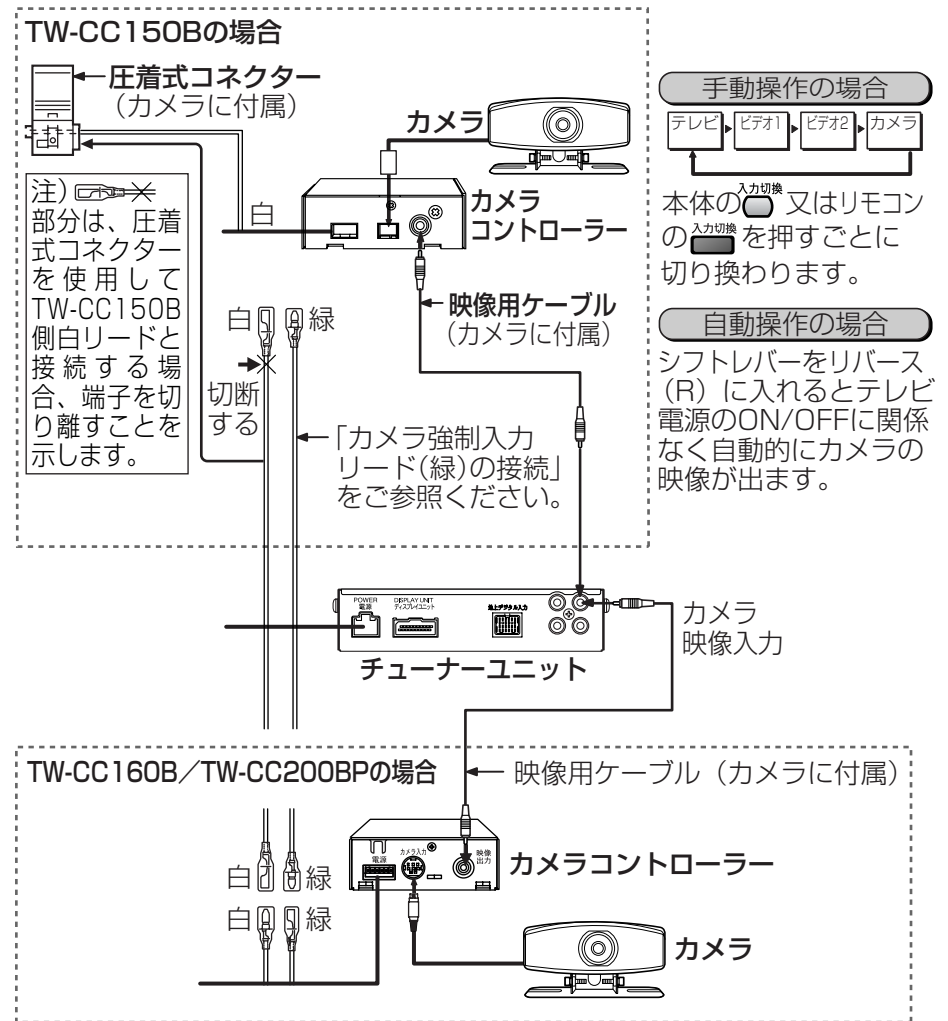 TW-CC150Bの場合
圧着式コネクター
（カメラに付属）
カメラ
注）
部分は、圧着
式コネクター
を使用して
TW-CC150B
側白リードと
接続する場
合、端子を切
り離すことを
示します。
白
カメラ
コントローラー
映像用ケーブル
（カメラに付属）
白
緑
切断
する
「カメラ強制入力
リード（緑）の接続」
をご参照ください。
手動操作の場合
テレビ
ビデオ1
ビデオ2
カメラ
本体の 入力切換 又はリモコン
の 入力切換 を押すごとに
切り換わります。
自動操作の場合
シフトレバーをリバース
（R）に入れるとテレビ
電源のON/OFFに関係
なく自動的にカメラの
映像が出ます。
POWER
電源
DISPLAY UNIT
ディスプレイユニット
地上デジタル入力
カメラ
映像入力
チューナーユニット
TW-CC160B／TW-CC200BPの場合
映像用ケーブル（カメラに付属）
電源
カメラ入力
映像
出力
カメラコントローラー
白
緑
白
緑
カメラ